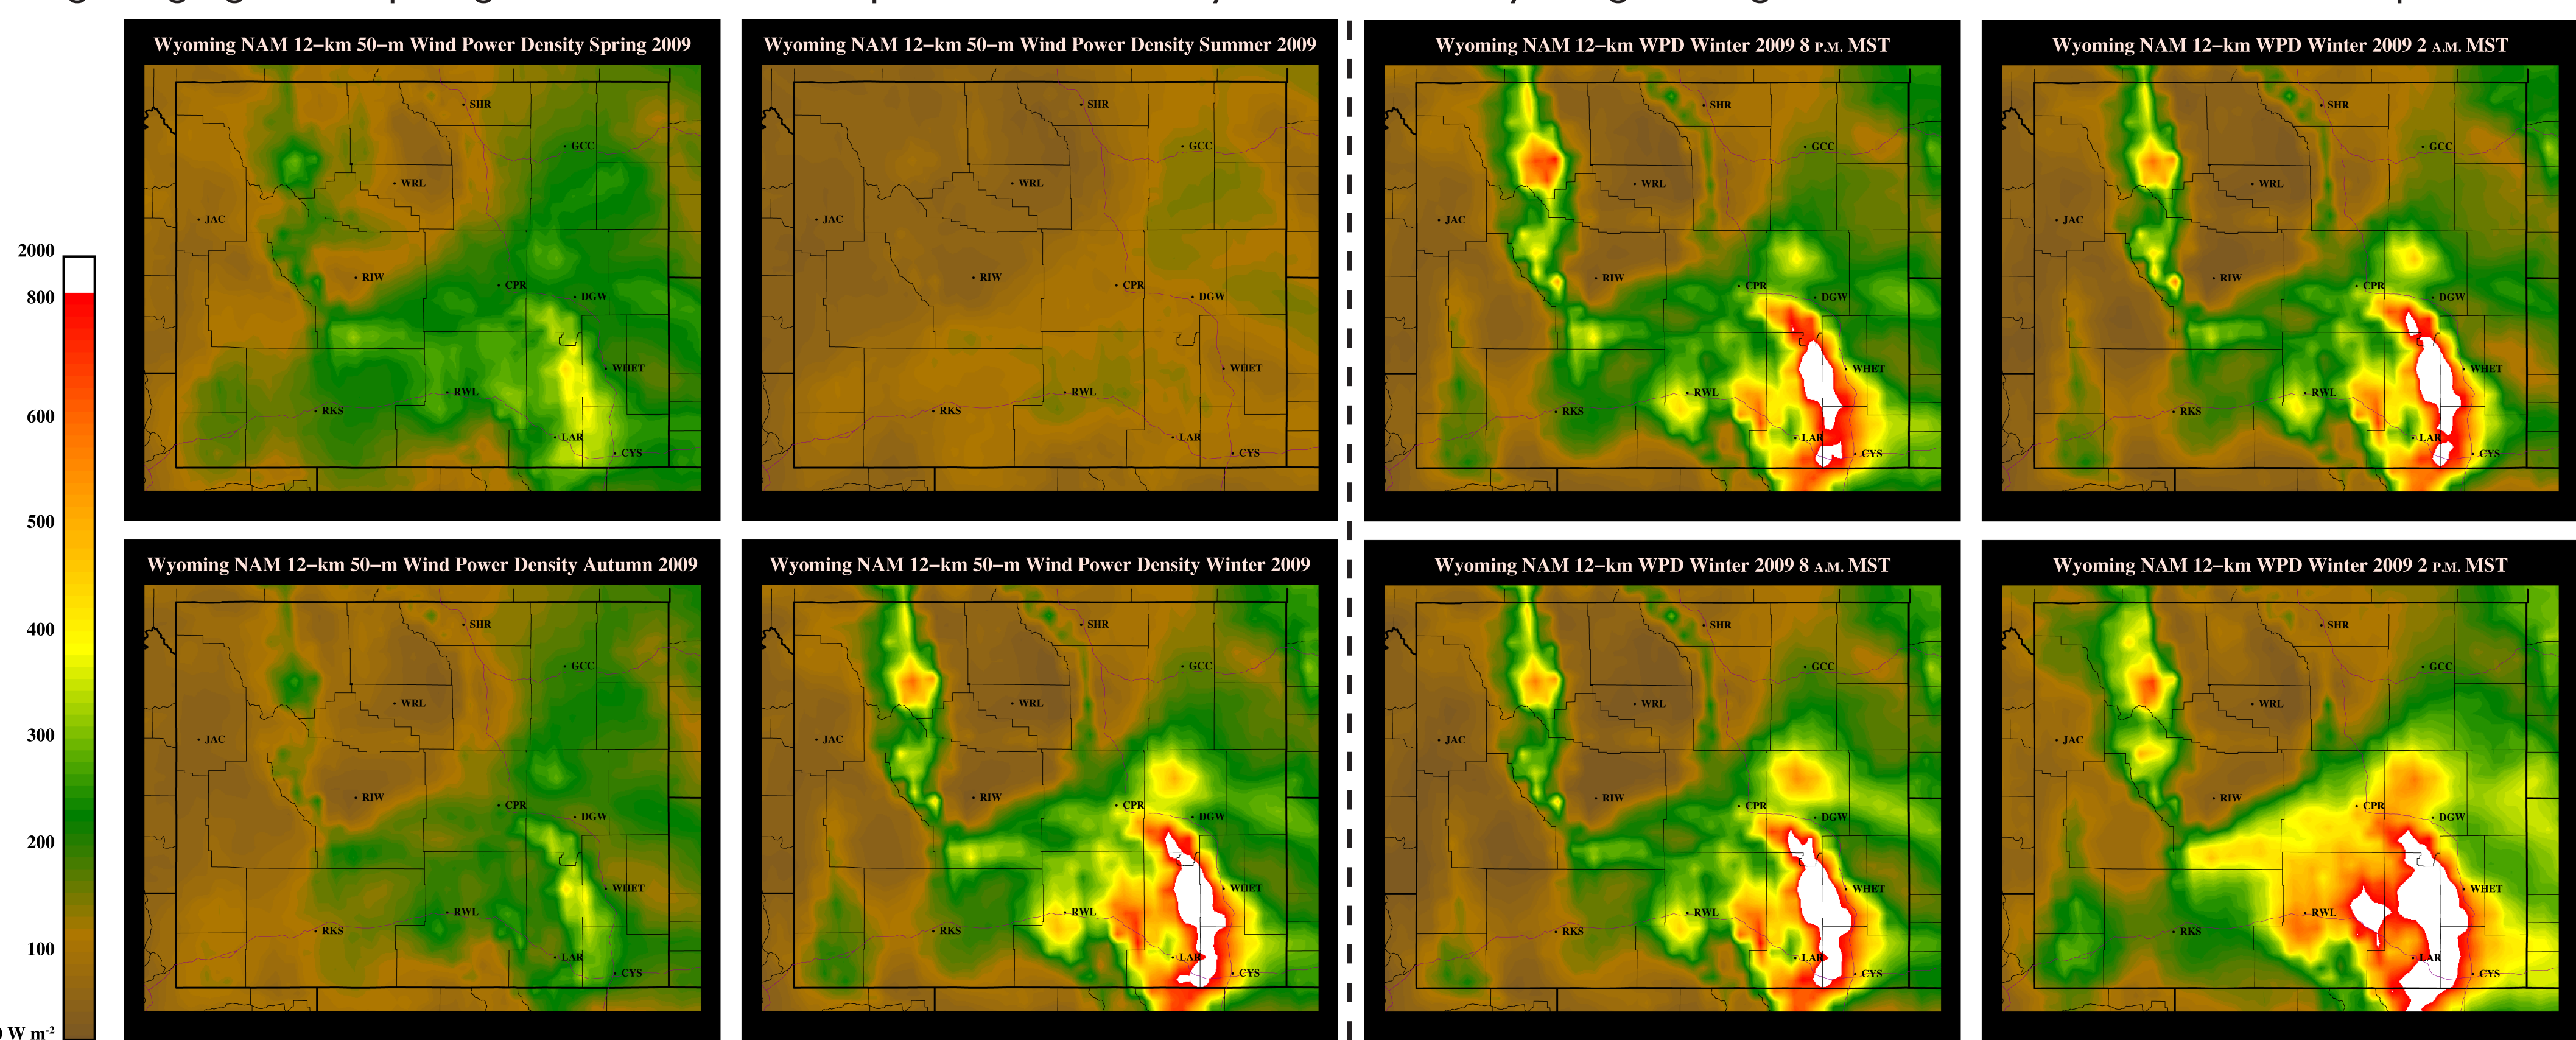 Wyoming NAM 12−km 50−m Wind Power Density Spring 2009
SHR
GCC
WRL
JAC
RIW
CPR
DGW
WHET
RWL
RKS
LAR
CYS
Wyoming NAM 12−km 50−m Wind Power Density Summer 2009
SHR
GCC
WRL
JAC
RIW
CPR
DGW
WHET
RWL
RKS
LAR
CYS
Wyoming NAM 12−km WPD Winter 2009 8 P.M. MST
SHR
GCC
WRL
JAC
RIW
CPR
DGW
WHET
RWL
RKS
LAR
CYS
Wyoming NAM 12−km WPD Winter 2009 2 A.M. MST
SHR
GCC
WRL
JAC
RIW
CPR
DGW
WHET
RWL
RKS
LAR
CYS
2000
800
600
500
400
300
200
100
W m-2
Wyoming NAM 12−km 50−m Wind Power Density Autumn 2009
SHR
GCC
WRL
JAC
RIW
CPR
DGW
WHET
RWL
RKS
LAR
CYS
Wyoming NAM 12−km 50−m Wind Power Density Winter 2009
SHR
GCC
WRL
JAC
RIW
CPR
DGW
WHET
RWL
RKS
LAR
CYS
Wyoming NAM 12−km WPD Winter 2009 8 A.M. MST
SHR
GCC
WRL
JAC
RIW
CPR
DGW
WHET
RWL
RKS
LAR
CYS
Wyoming NAM 12−km WPD Winter 2009 2 P.M. MST
SHR
GCC
WRL
JAC
RIW
CPR
DGW
WHET
RWL
RKS
LAR
CYS